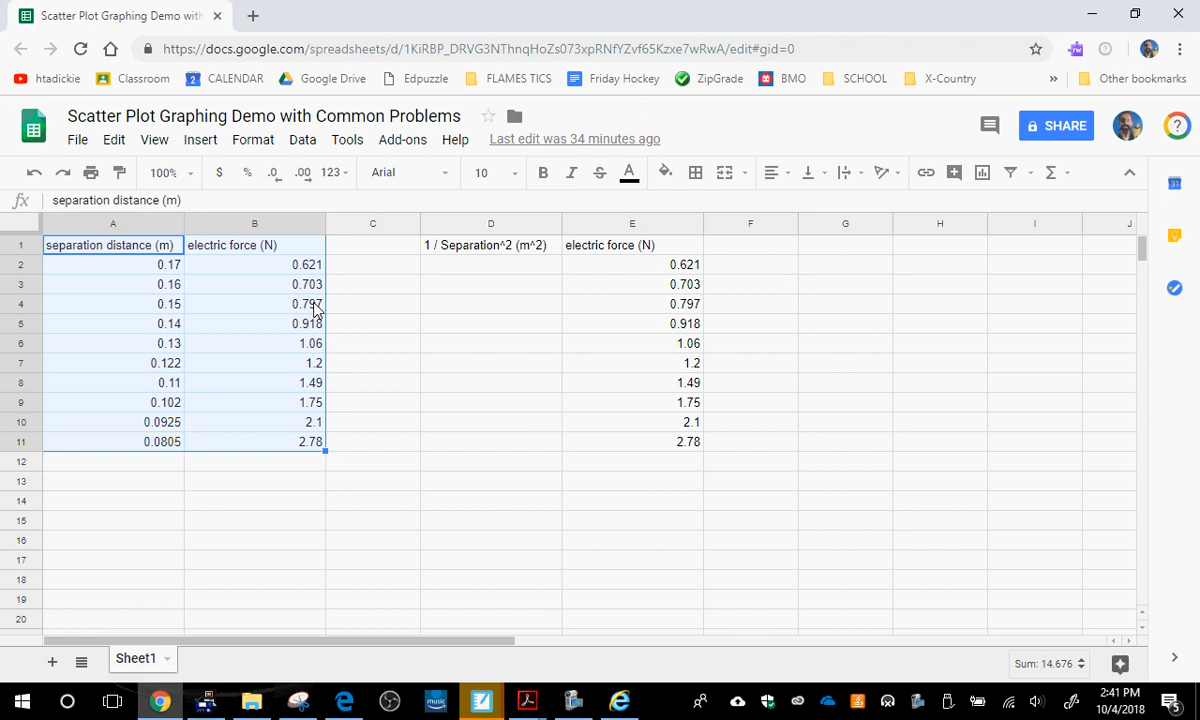 Scatter Plot Graphing Demo with
https://docs.google.com/spreadsheets/d/1KiRBP_DRVG3NThnqHoZs073xpRNfYZvf65Kzxe7wRwA/edit#gid=0
htadickie Classroom CALENDAR Google Drive Edpuzzle FLAMES TICS Friday Hockey ZipGrade BMO SCHOOL X-Country » Other bookmarks
Scatter Plot Graphing Demo with Common Problems
File Edit View Insert Format Data Tools Add-ons Help Last edit was 34 minutes ago
SHARE
100% $ % .0 .00 123 Arial 10 B I S A
fx separation distance (m)
A B C D E F G H I J
1 separation distance (m) electric force (N) 1 / Separation^2 (m^2) electric force (N)
2 0.17 0.621 0.621
3 0.16 0.703 0.703
4 0.15 0.797 0.797
5 0.14 0.918 0.918
6 0.13 1.06 1.06
7 0.122 1.2 1.2
8 0.11 1.49 1.49
9 0.102 1.75 1.75
10 0.0925 2.1 2.1
11 0.0805 2.78 2.78
12
13
14
15
16
17
18
19
20
Sheet1 Sum: 14.676
music
2:41 PM
10/4/2018
5